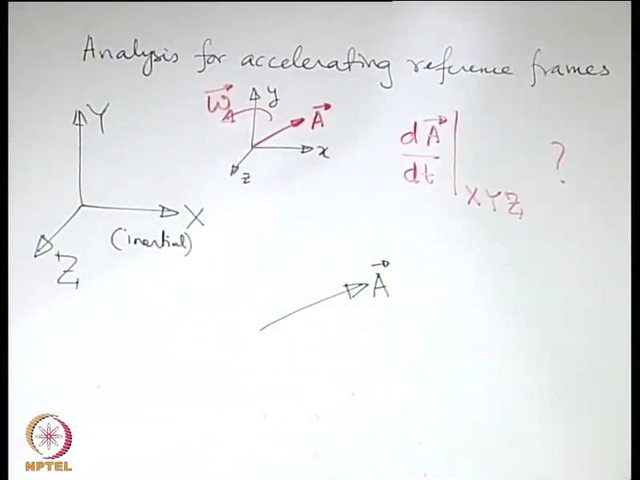 Analysis for accelerating reference frames
Y
X
Z
(inertial)
ω⃗
y
A⃗
x
z
dA⃗/dt |XYZ ?
A⃗
NPTEL